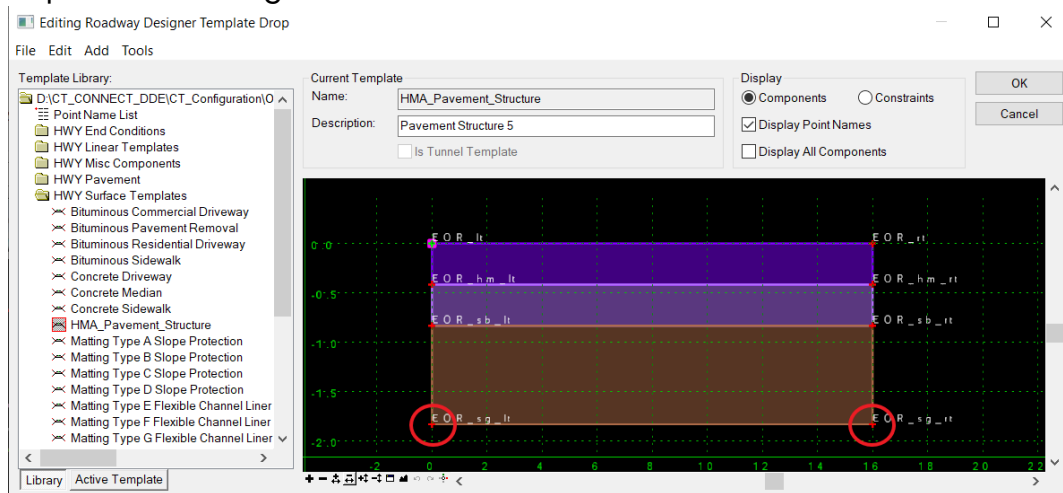 Editing Roadway Designer Template Drop
File Edit Add Tools
Template Library:
D:\CT_CONNECT_DDE\CT_Configuration\O
Point Name List
HWY End Conditions
HWY Linear Templates
HWY Misc Components
HWY Pavement
HWY Surface Templates
Bituminous Commercial Driveway
Bituminous Pavement Removal
Bituminous Residential Driveway
Bituminous Sidewalk
Concrete Driveway
Concrete Median
Concrete Sidewalk
HMA_Pavement_Structure
Matting Type A Slope Protection
Matting Type B Slope Protection
Matting Type C Slope Protection
Matting Type D Slope Protection
Matting Type E Flexible Channel Liner
Matting Type F Flexible Channel Liner
Matting Type G Flexible Channel Liner
Library Active Template
Current Template
Name: HMA_Pavement_Structure
Description: Pavement Structure 5
Is Tunnel Template
Display
Components Constraints
Display Point Names
Display All Components
OK
Cancel
EOR_lt EOR_rt
0.0
EOR_hm_lt EOR_hm_rt
-0.5
EOR_sb_lt EOR_sb_rt
-1.0
-1.5
EOR_sg_lt EOR_sg_rt
-2.0
-2 0 2 4 6 8 10 12 14 16 18 20 22